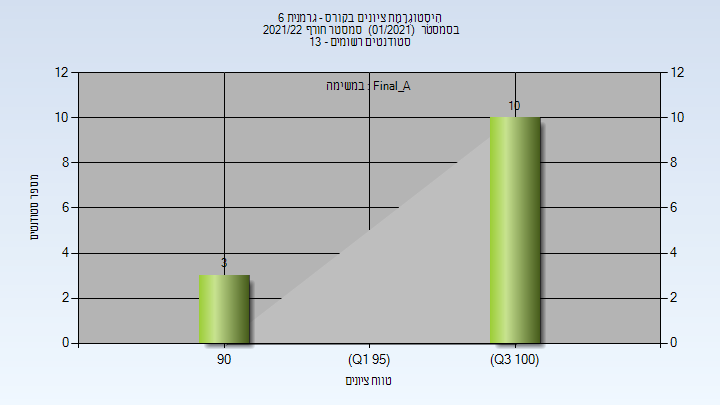 היסטוגרמת ציונים בקורס - גרמנית 6
בסמסטר (01/2021) סמסטר חורף 2021/22
סטודנטים רשומים - 13
במשימה : Final_A
12 12
10 10
8 8
6 6
4 4
2 2
0 0
10
3
מספר סטודנטים
90 (Q1 95) (Q3 100)
טווח ציונים